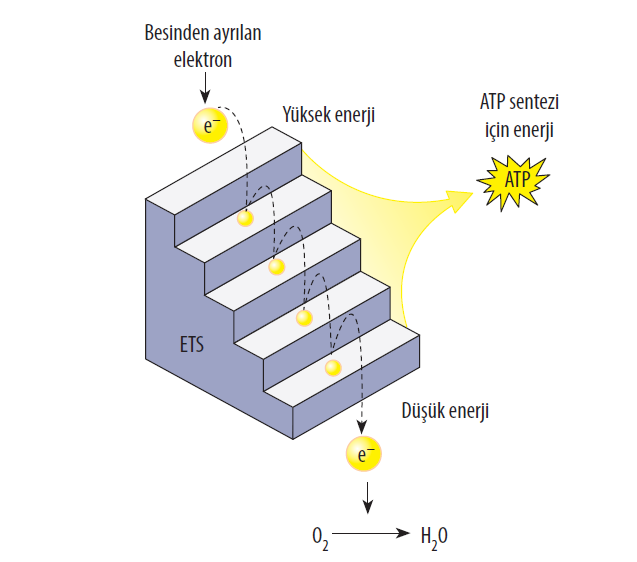 Besinden ayrılan
elektron
e⁻
Yüksek enerji
ATP sentezi
için enerji
ATP
ETS
Düşük enerji
e⁻
O₂
H₂O